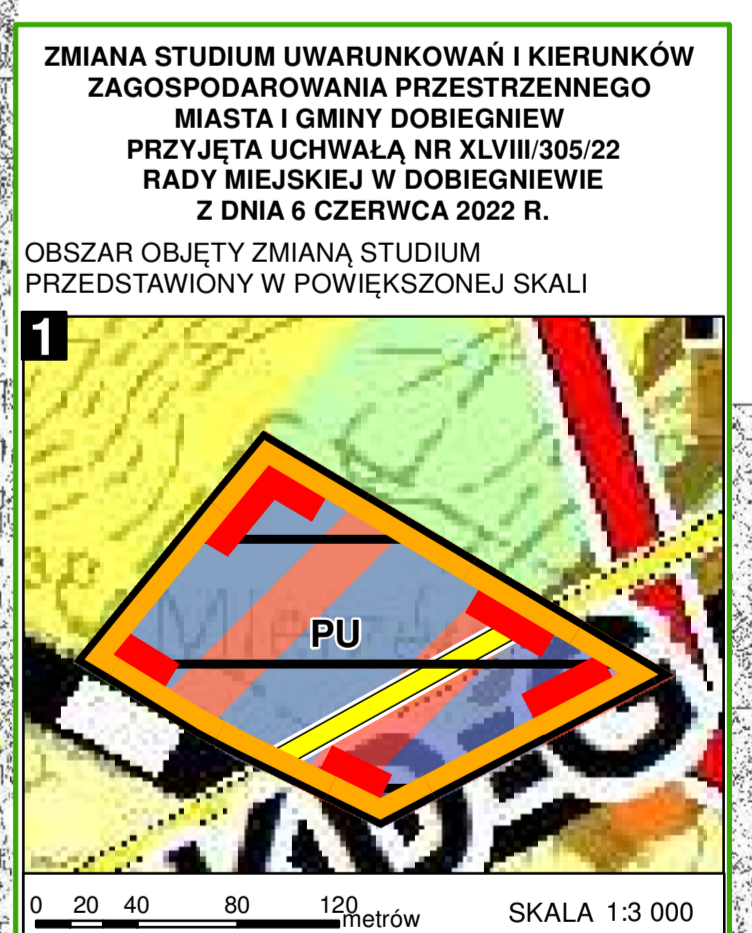 ZMIANA STUDIUM UWARUNKOWAŃ I KIERUNKÓW
ZAGOSPODAROWANIA PRZESTRZENNEGO
MIASTA I GMINY DOBIEGNIEW
PRZYJĘTA UCHWAŁĄ NR XLVIII/305/22
RADY MIEJSKIEJ W DOBIEGNIEWIE
Z DNIA 6 CZERWCA 2022 R.
OBSZAR OBJĘTY ZMIANĄ STUDIUM
PRZEDSTAWIONY W POWIĘKSZONEJ SKALI
1
PU
0 20 40 80 120 metrów
SKALA 1:3 000